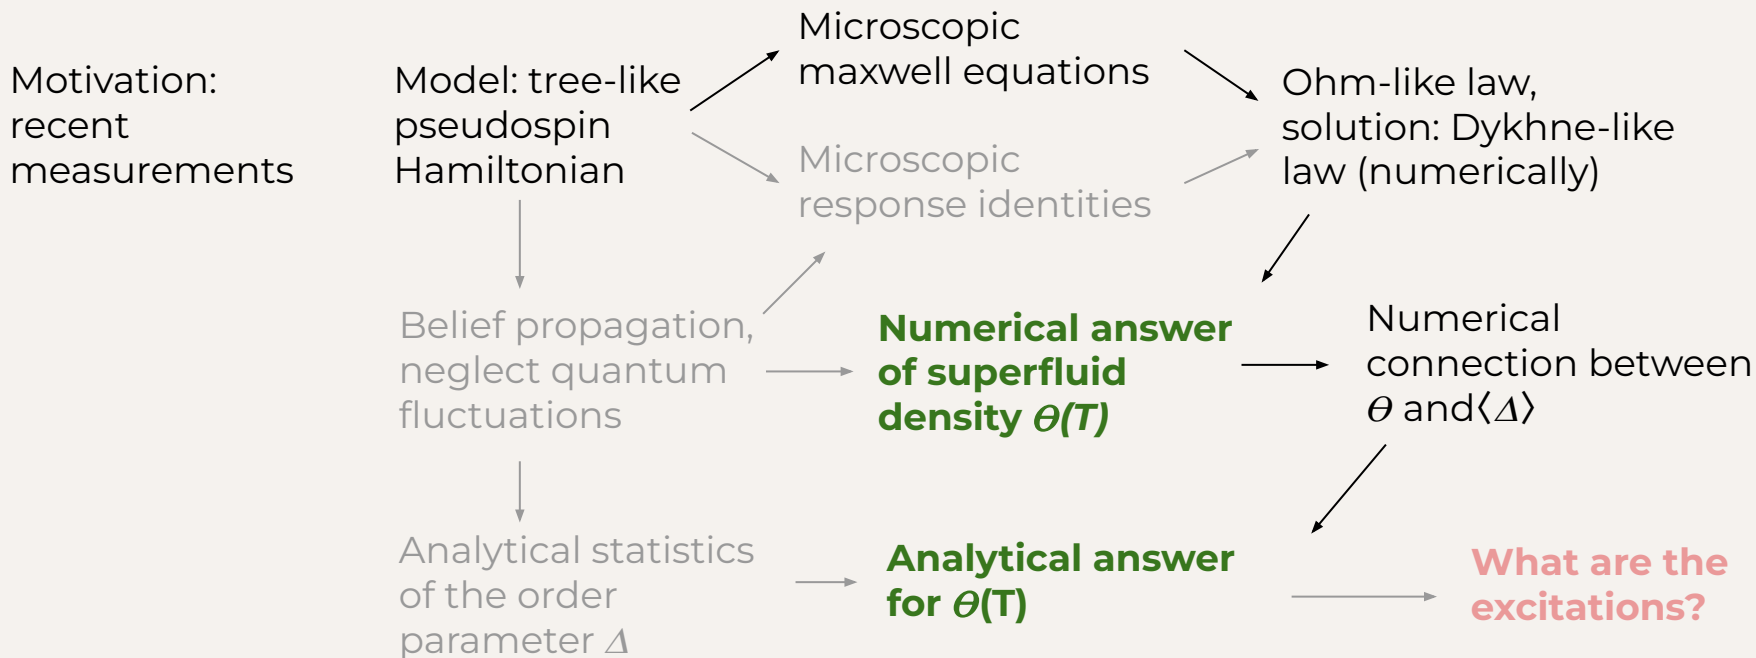 Motivation:
recent
measurements
Model: tree-like
pseudospin
Hamiltonian
Microscopic
maxwell equations
Microscopic
response identities
Ohm-like law,
solution: Dykhne-like
law (numerically)
Belief propagation,
neglect quantum
fluctuations
Numerical answer
of superfluid
density Θ(T)
Numerical
connection between
Θ and⟨Δ⟩
Analytical statistics
of the order
parameter Δ
Analytical answer
for Θ(T)
What are the
excitations?